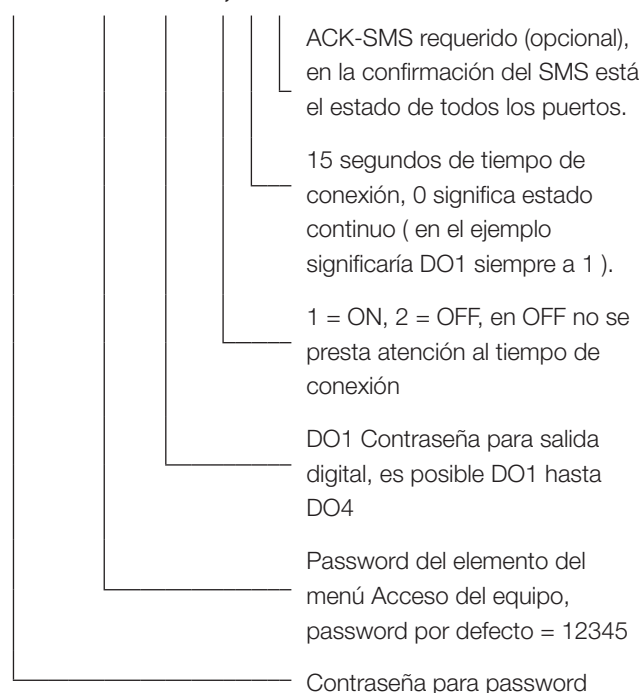 ACK-SMS requerido (opcional),
en la confirmación del SMS está
el estado de todos los puertos.
15 segundos de tiempo de
conexión, 0 significa estado
continuo ( en el ejemplo
significaría DO1 siempre a 1 ).
1 = ON, 2 = OFF, en OFF no se
presta atención al tiempo de
conexión
DO1 Contraseña para salida
digital, es posible DO1 hasta
DO4
Password del elemento del
menú Acceso del equipo,
password por defecto = 12345
Contraseña para password